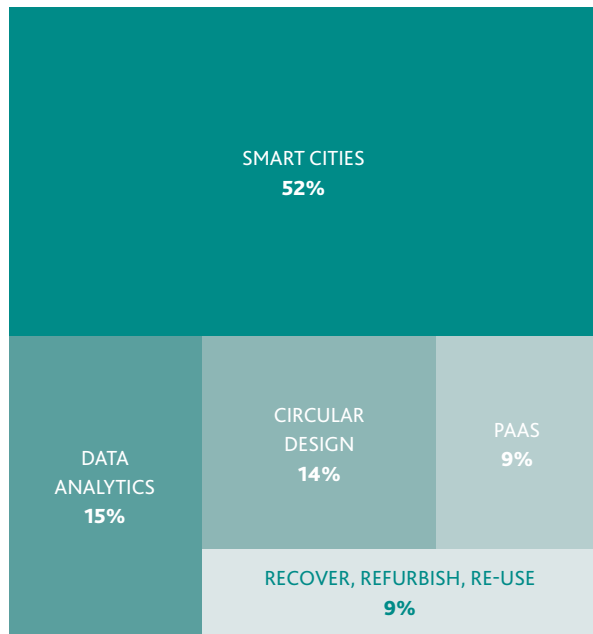 SMART CITIES
52%
DATA
ANALYTICS
15%
CIRCULAR
DESIGN
14%
PAAS
9%
RECOVER, REFURBISH, RE-USE
9%